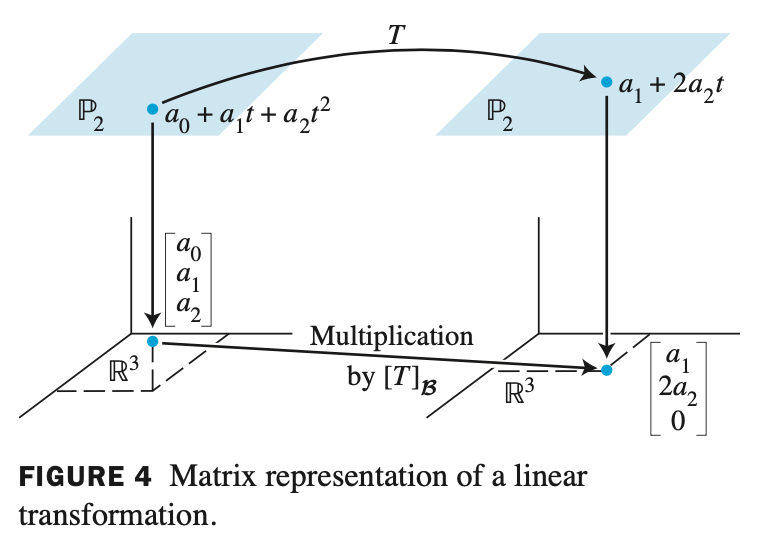 T
ℙ₂
a₀ + a₁t + a₂t²
ℙ₂
a₁ + 2a₂t
[a₀
a₁
a₂]
Multiplication
by [T]𝓑
ℝ³
ℝ³
[a₁
2a₂
0]
FIGURE 4 Matrix representation of a linear
transformation.